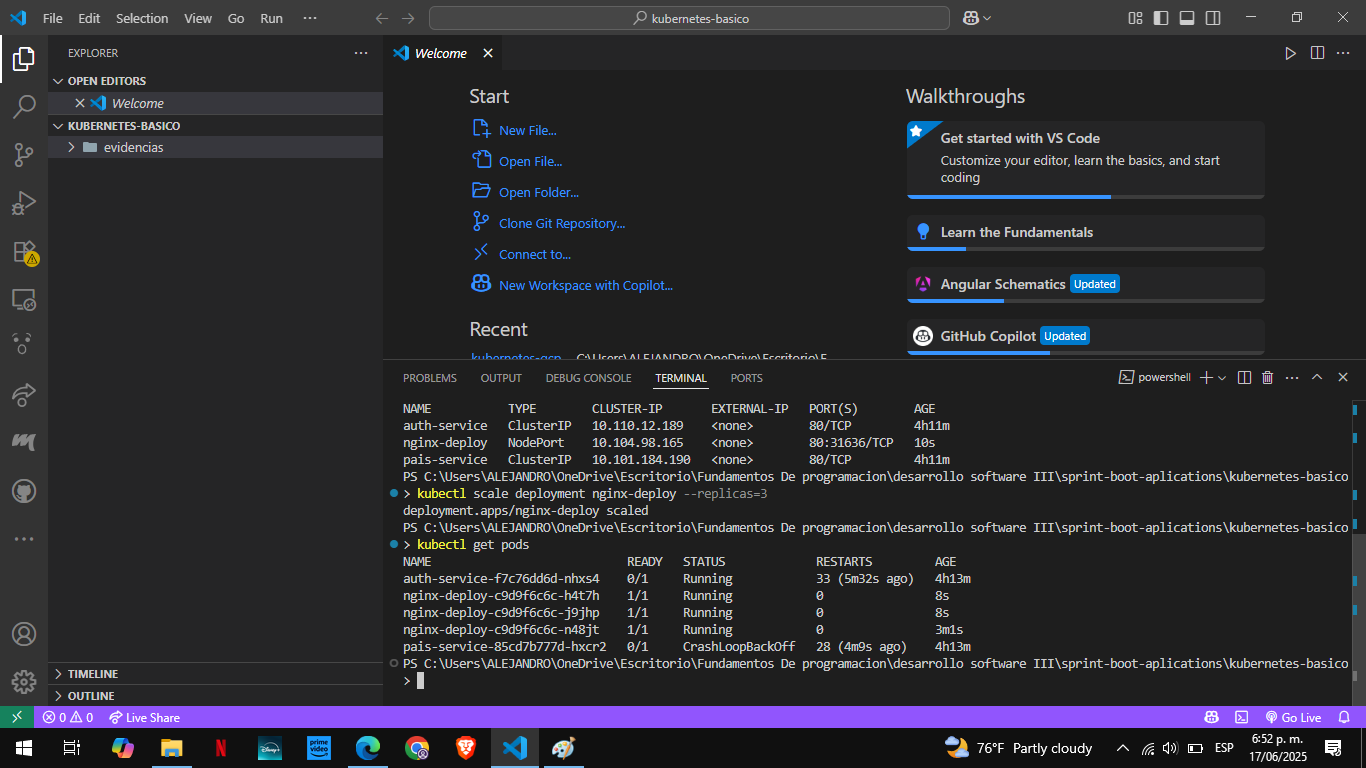 File Edit Selection View Go Run ··· kubernetes-basico
EXPLORER ···
OPEN EDITORS
Welcome
KUBERNETES-BASICO
evidencias
TIMELINE
OUTLINE
Welcome
Start
New File...
Open File...
Open Folder...
Clone Git Repository...
Connect to...
New Workspace with Copilot...
Recent
kubernetes-gcp C:\Users\ALEJANDRO\OneDrive\Escritorio\F...
Walkthroughs
Get started with VS Code
Customize your editor, learn the basics, and start
coding
Learn the Fundamentals
Angular Schematics Updated
GitHub Copilot Updated
PROBLEMS OUTPUT DEBUG CONSOLE TERMINAL PORTS powershell
NAME TYPE CLUSTER-IP EXTERNAL-IP PORT(S) AGE
auth-service ClusterIP 10.110.12.189 <none> 80/TCP 4h11m
nginx-deploy NodePort 10.104.98.165 <none> 80:31636/TCP 10s
pais-service ClusterIP 10.101.184.190 <none> 80/TCP 4h11m
PS C:\Users\ALEJANDRO\OneDrive\Escritorio\Fundamentos De programacion\desarrollo software III\sprint-boot-aplications\kubernetes-basico
> kubectl scale deployment nginx-deploy --replicas=3
deployment.apps/nginx-deploy scaled
PS C:\Users\ALEJANDRO\OneDrive\Escritorio\Fundamentos De programacion\desarrollo software III\sprint-boot-aplications\kubernetes-basico
> kubectl get pods
NAME READY STATUS RESTARTS AGE
auth-service-f7c76dd6d-nhxs4 0/1 Running 33 (5m32s ago) 4h13m
nginx-deploy-c9d9f6c6c-h4t7h 1/1 Running 0 8s
nginx-deploy-c9d9f6c6c-j9jhp 1/1 Running 0 8s
nginx-deploy-c9d9f6c6c-n48jt 1/1 Running 0 3m1s
pais-service-85cd7b777d-hxcr2 0/1 CrashLoopBackOff 28 (4m9s ago) 4h13m
PS C:\Users\ALEJANDRO\OneDrive\Escritorio\Fundamentos De programacion\desarrollo software III\sprint-boot-aplications\kubernetes-basico
>
0 0 Live Share Go Live
prime video
76°F Partly cloudy ESP 6:52 p. m.
17/06/2025